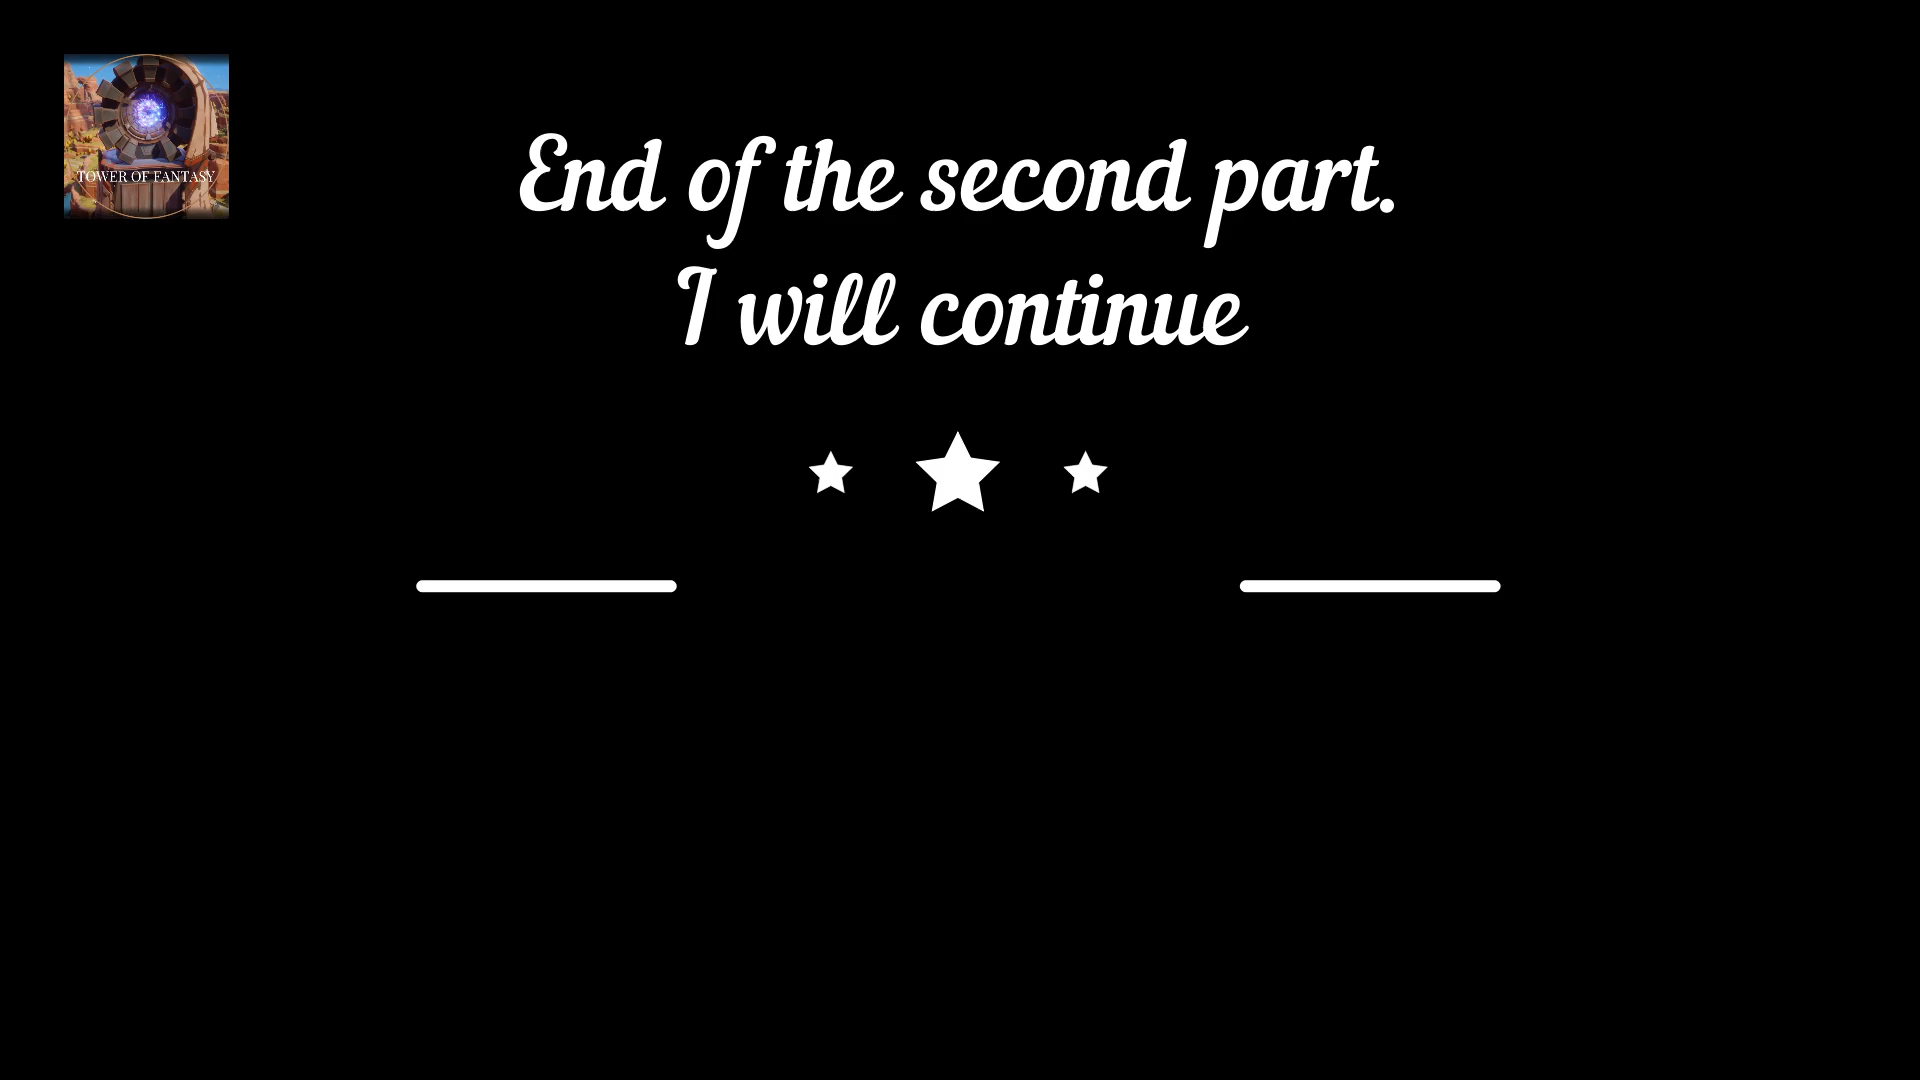 TOWER OF FANTASY
End of the second part.
I will continue